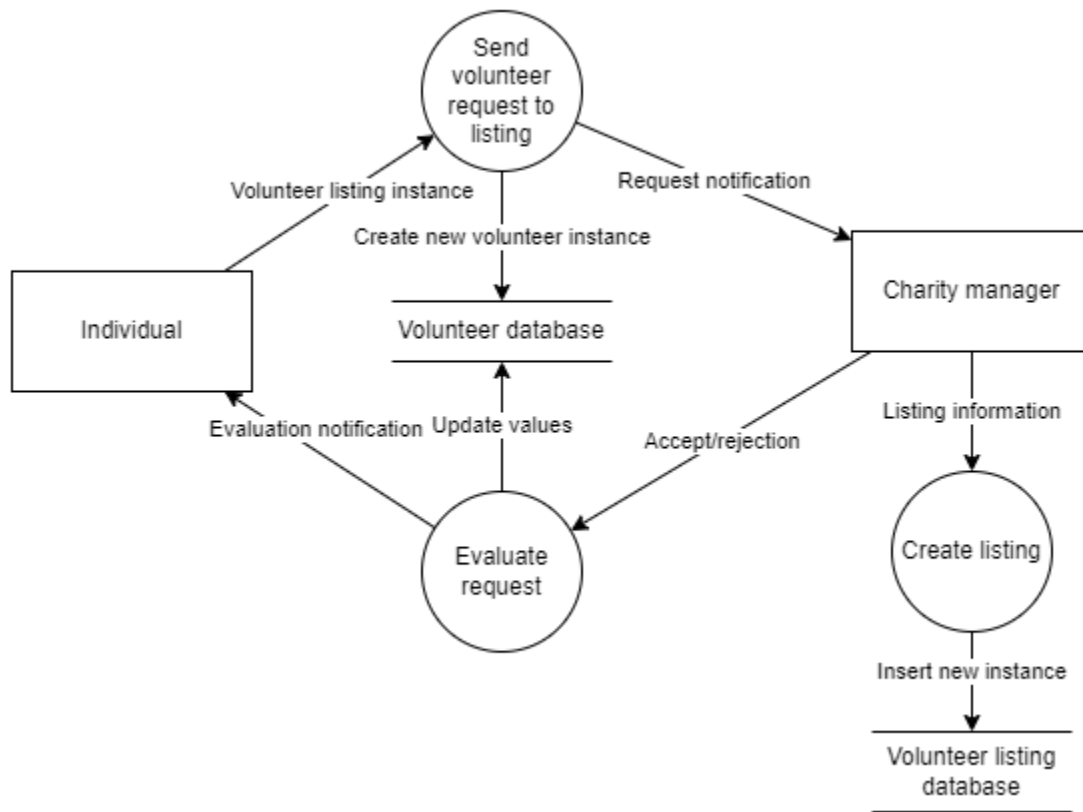 Send
volunteer
request to
listing
Volunteer listing instance
Request notification
Create new volunteer instance
Individual
Volunteer database
Charity manager
Evaluation notification
Update values
Accept/rejection
Listing information
Evaluate
request
Create listing
Insert new instance
Volunteer listing
database